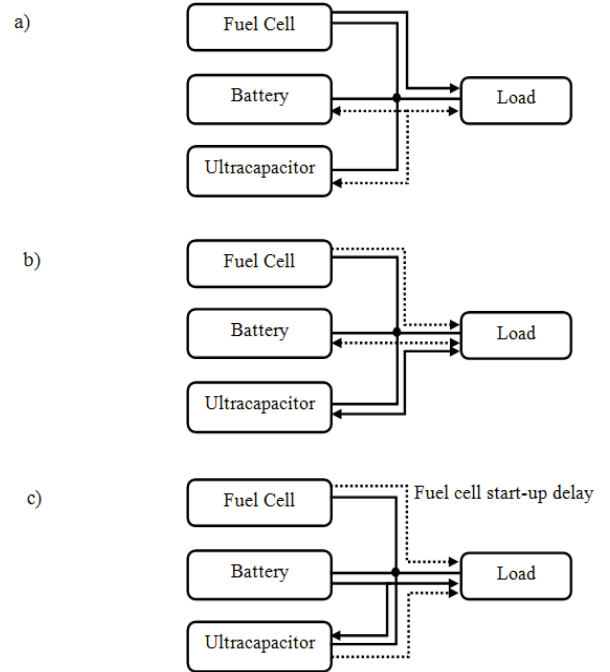 a)
Fuel Cell
Battery
Load
Ultracapacitor
b)
Fuel Cell
Battery
Load
Ultracapacitor
c)
Fuel Cell
Fuel cell start-up delay
Battery
Load
Ultracapacitor